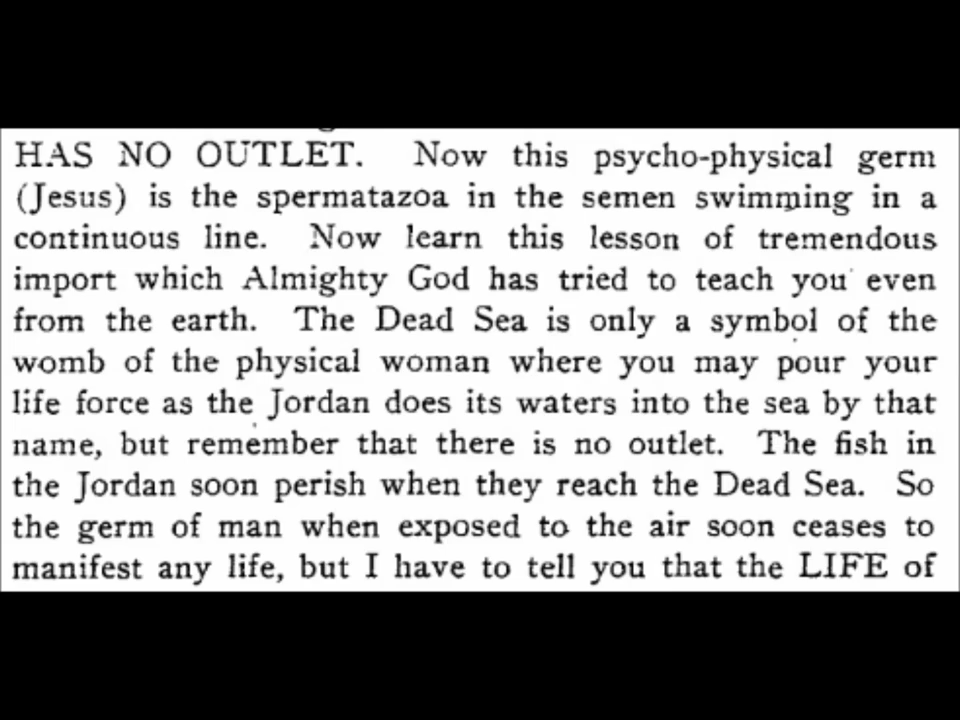 HAS NO OUTLET. Now this psycho-physical germ
(Jesus) is the spermatazoa in the semen swimming in a
continuous line. Now learn this lesson of tremendous
import which Almighty God has tried to teach you even
from the earth. The Dead Sea is only a symbol of the
womb of the physical woman where you may pour your
life force as the Jordan does its waters into the sea by that
name, but remember that there is no outlet. The fish in
the Jordan soon perish when they reach the Dead Sea. So
the germ of man when exposed to the air soon ceases to
manifest any life, but I have to tell you that the LIFE of